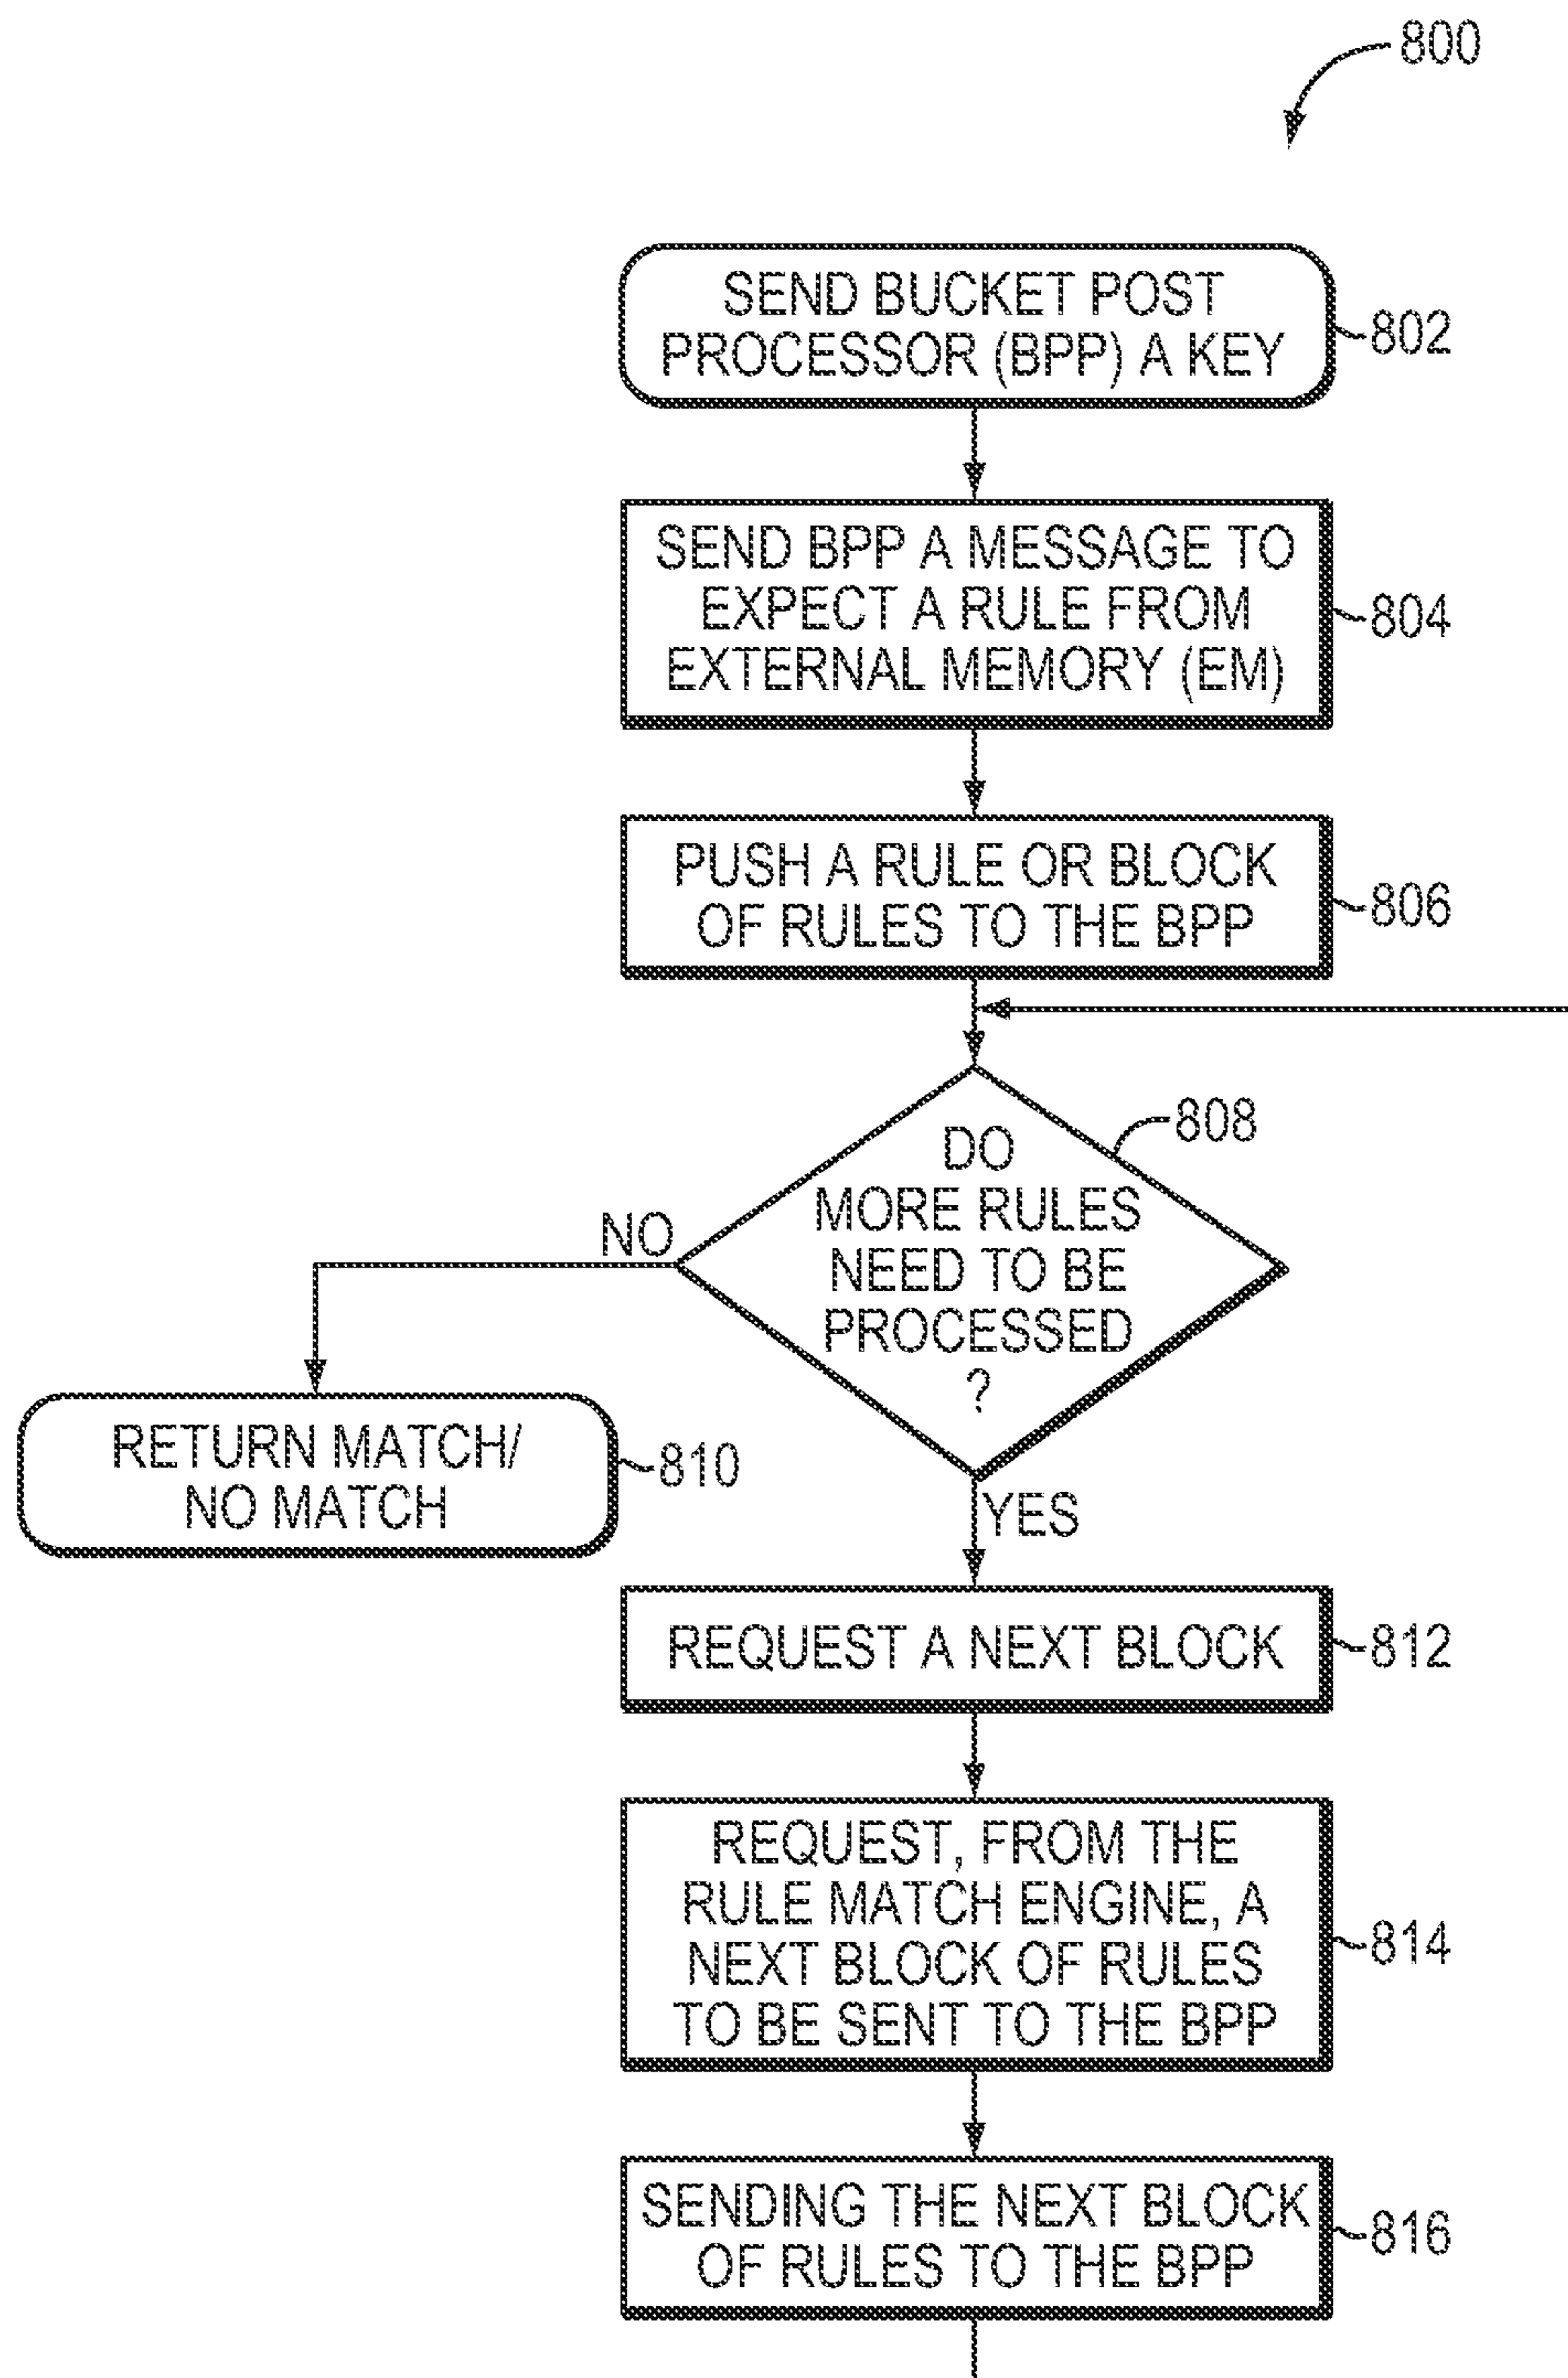 800
SEND BUCKET POST
PROCESSOR (BPP) A KEY
802
SEND BPP A MESSAGE TO
EXPECT A RULE FROM
EXTERNAL MEMORY (EM)
804
PUSH A RULE OR BLOCK
OF RULES TO THE BPP
806
DO
MORE RULES
NEED TO BE
PROCESSED
?
808
NO
RETURN MATCH/
NO MATCH
810
YES
REQUEST A NEXT BLOCK
812
REQUEST, FROM THE
RULE MATCH ENGINE, A
NEXT BLOCK OF RULES
TO BE SENT TO THE BPP
814
SENDING THE NEXT BLOCK
OF RULES TO THE BPP
816